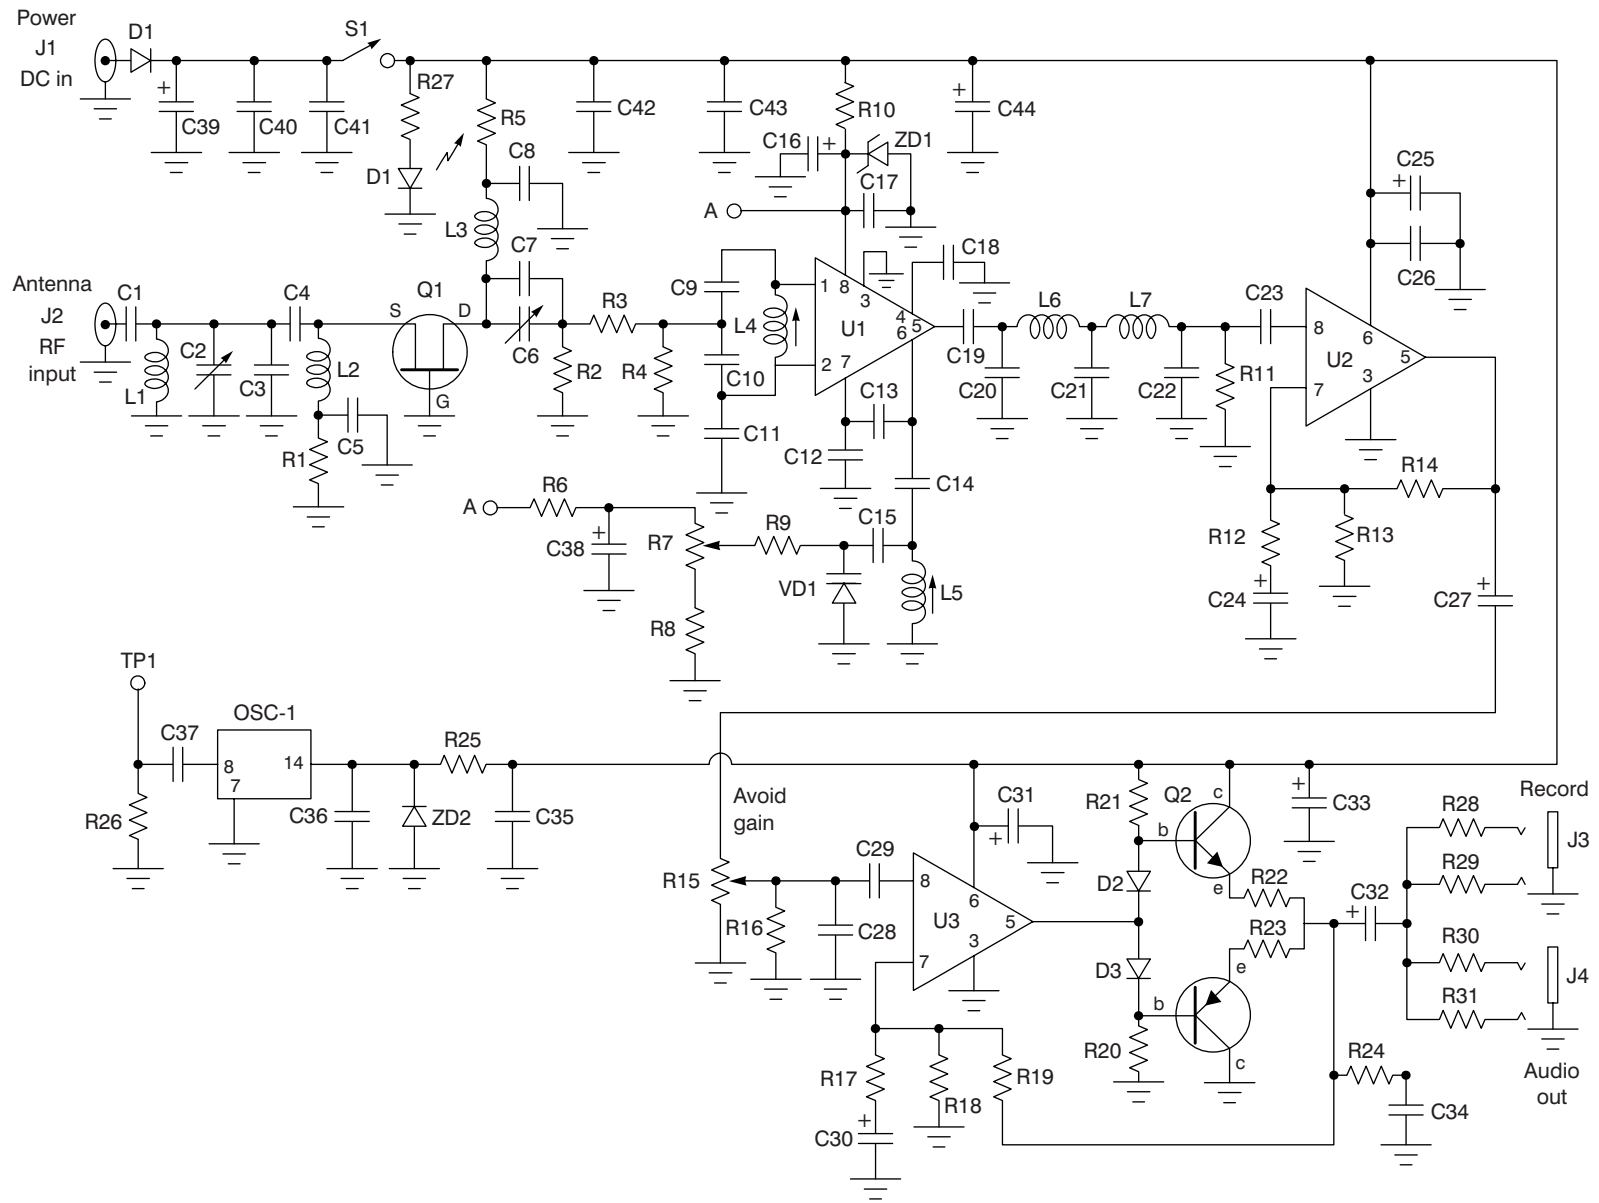 Power
J1
DC in
D1
S1
+
C39
C40
C41
R27
D1
R5
C8
L3
C7
C42
C43
R10
C16
+
ZD1
C17
A
+
C44
C25
+
C26
Antenna
J2
RF
input
C1
L1
C2
C3
C4
L2
C5
R1
Q1
S
D
G
C6
R2
R3
R4
C9
L4
C10
C11
1
8
3
4
U1
6
5
2
7
C18
C13
C12
C14
C19
C20
L6
C21
L7
C22
R11
C23
8
6
U2
5
7
3
R14
R12
R13
+
C24
+
C27
A
R6
+
C38
R7
R9
C15
VD1
L5
R8
TP1
C37
OSC-1
8
14
7
R26
C36
ZD2
R25
C35
Avoid
gain
R15
R16
C28
C29
8
6
U3
5
3
7
C31
+
R21
Q2
c
b
e
D2
D3
R22
R23
e
b
c
R20
+
C33
+
C32
R28
R29
R30
R31
Record
J3
J4
Audio
out
R17
R18
R19
+
C30
R24
C34